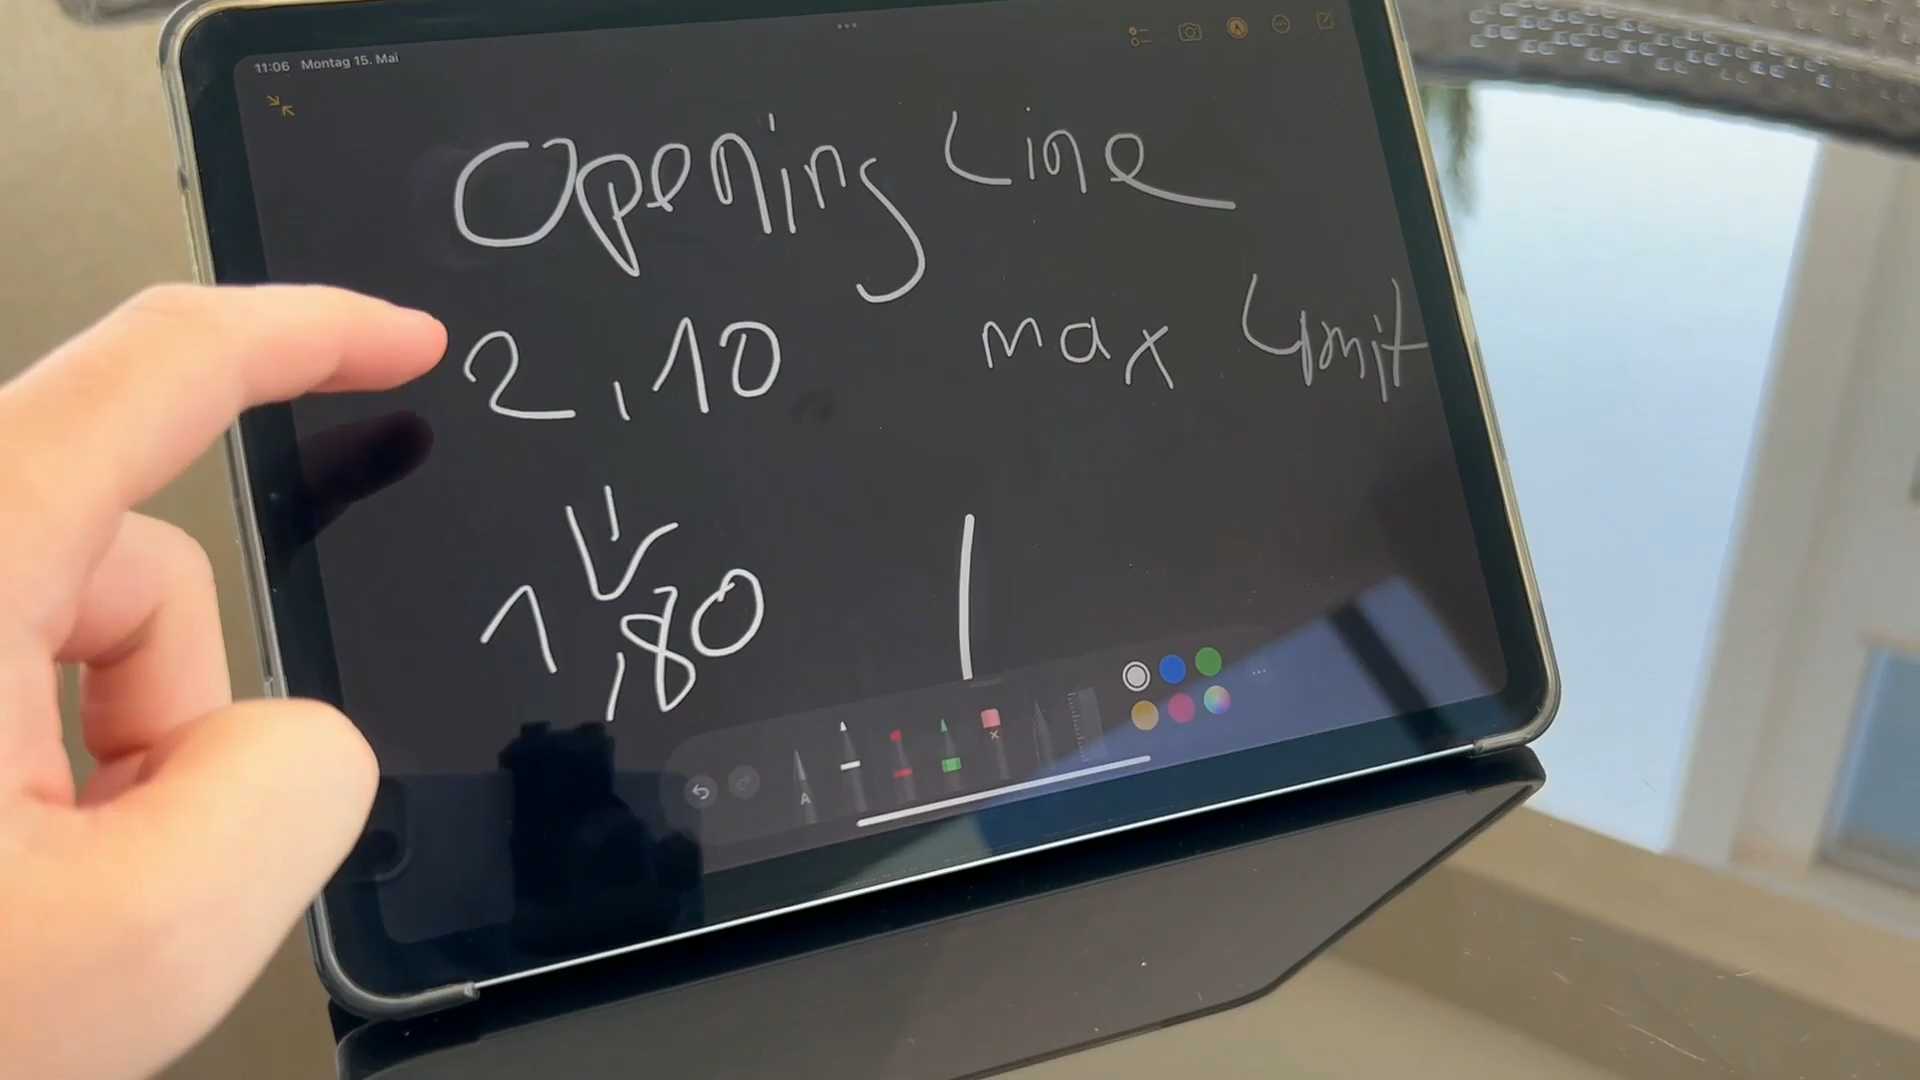 11:06 Montag 15. Mai
Opening Line
2,10 max Limit
1,80
A